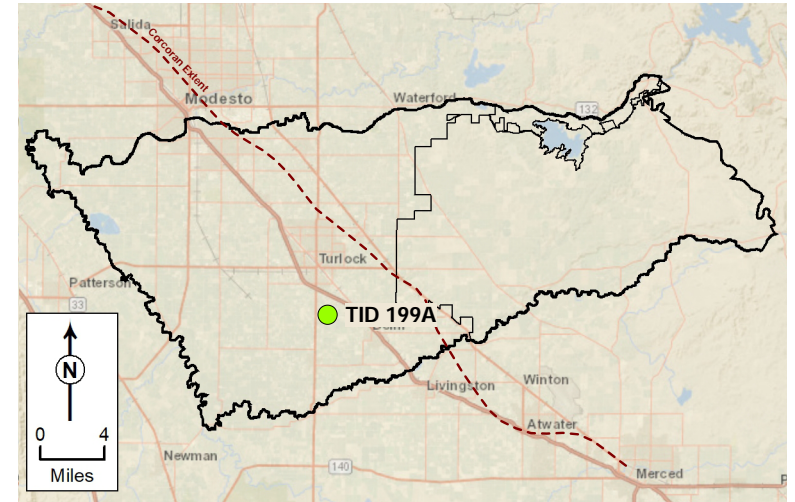 Salida
Corcoran Extent
Modesto
Waterford
132
Turlock
Patterson
33
TID 199A
Delhi
N
0 4
Miles
Livingston
Winton
Atwater
Newman
140
Merced
P